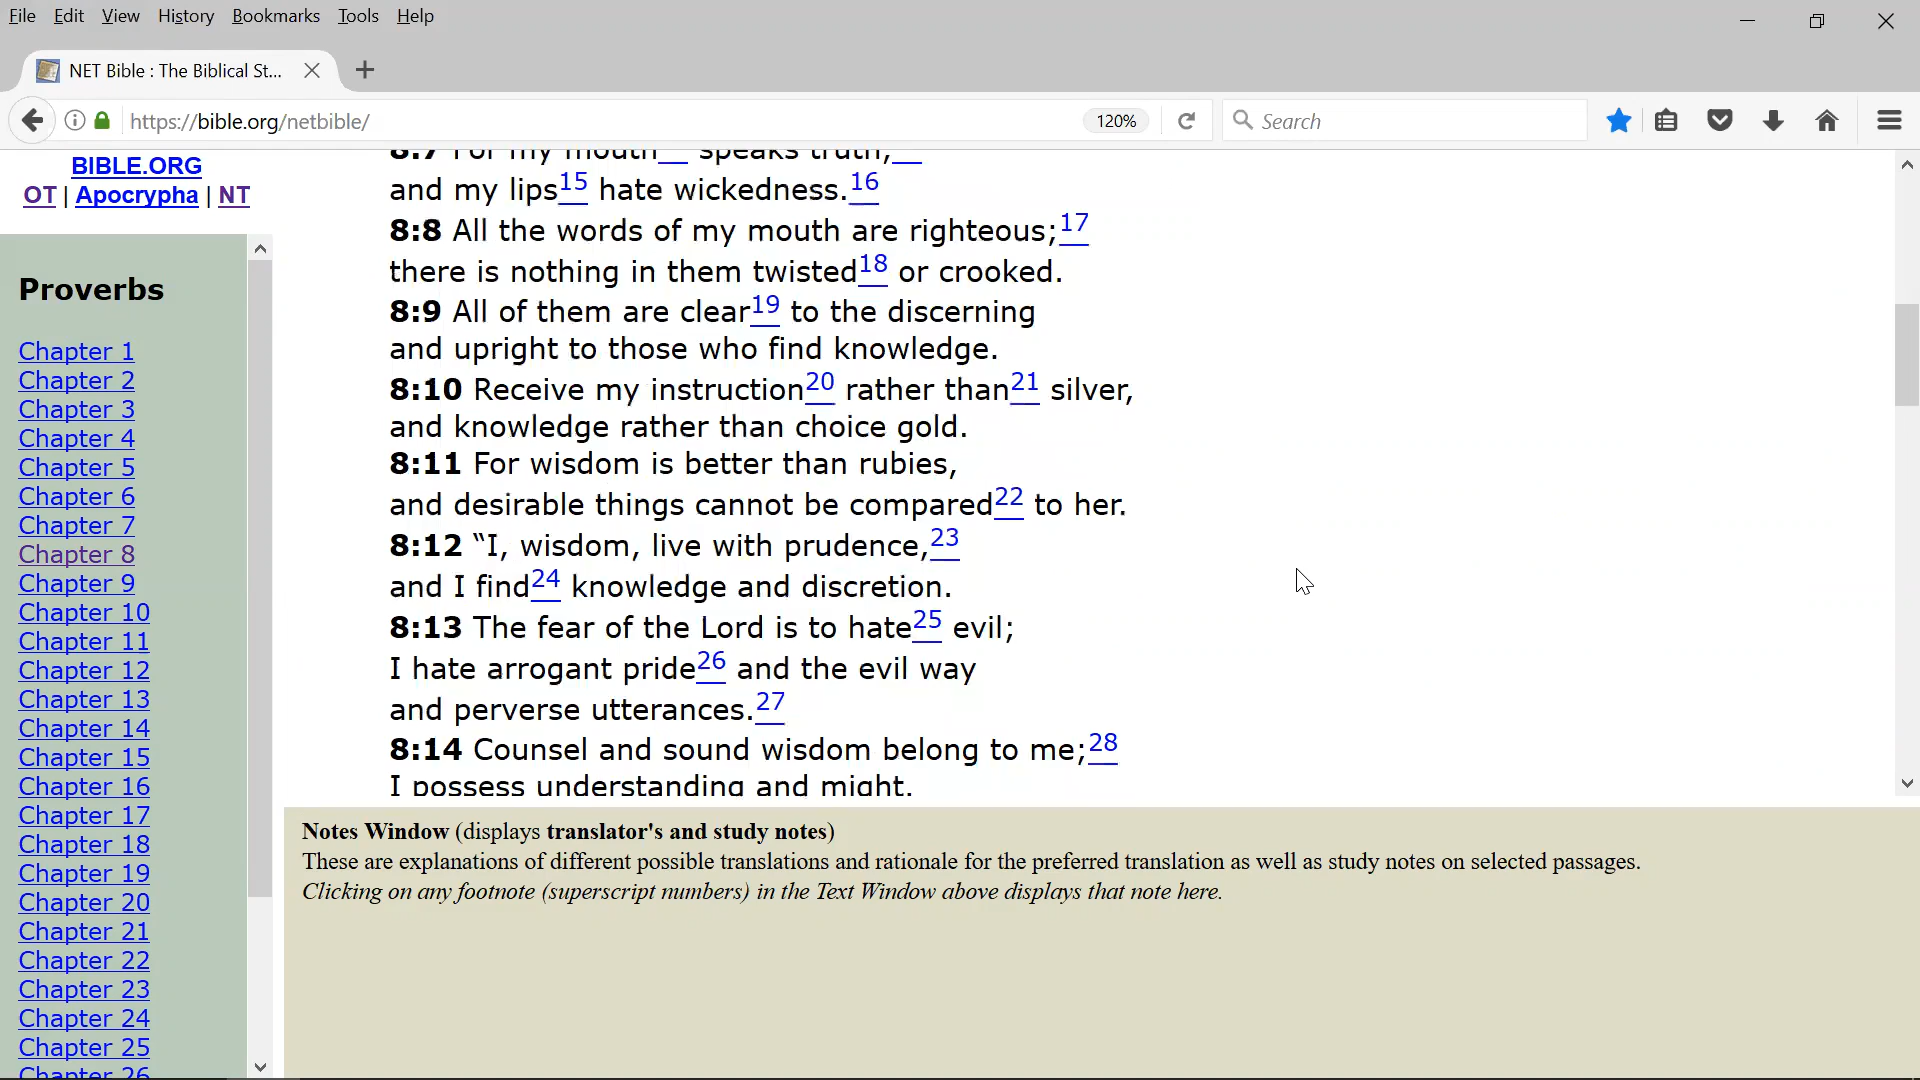 File Edit View History Bookmarks Tools Help
NET Bible : The Biblical St...
https://bible.org/netbible/
120%
Search
BIBLE.ORG
OT | Apocrypha | NT
Proverbs
Chapter 1
Chapter 2
Chapter 3
Chapter 4
Chapter 5
Chapter 6
Chapter 7
Chapter 8
Chapter 9
Chapter 10
Chapter 11
Chapter 12
Chapter 13
Chapter 14
Chapter 15
Chapter 16
Chapter 17
Chapter 18
Chapter 19
Chapter 20
Chapter 21
Chapter 22
Chapter 23
Chapter 24
Chapter 25
Chapter 26
8:7 For my mouth speaks truth,
and my lips15 hate wickedness.16
8:8 All the words of my mouth are righteous;17
there is nothing in them twisted18 or crooked.
8:9 All of them are clear19 to the discerning
and upright to those who find knowledge.
8:10 Receive my instruction20 rather than21 silver,
and knowledge rather than choice gold.
8:11 For wisdom is better than rubies,
and desirable things cannot be compared22 to her.
8:12 “I, wisdom, live with prudence,23
and I find24 knowledge and discretion.
8:13 The fear of the Lord is to hate25 evil;
I hate arrogant pride26 and the evil way
and perverse utterances.27
8:14 Counsel and sound wisdom belong to me;28
I possess understanding and might.
Notes Window (displays translator's and study notes)
These are explanations of different possible translations and rationale for the preferred translation as well as study notes on selected passages.
Clicking on any footnote (superscript numbers) in the Text Window above displays that note here.